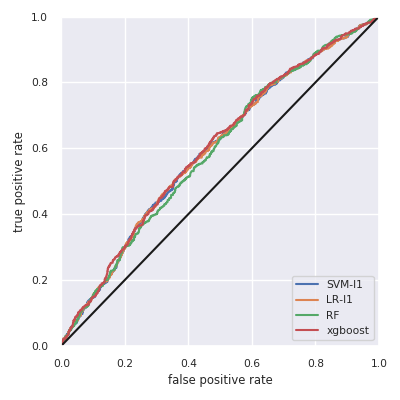 1.0
0.8
0.6
0.4
0.2
0.0
true positive rate
0.0 0.2 0.4 0.6 0.8 1.0
false positive rate
SVM-l1
LR-l1
RF
xgboost